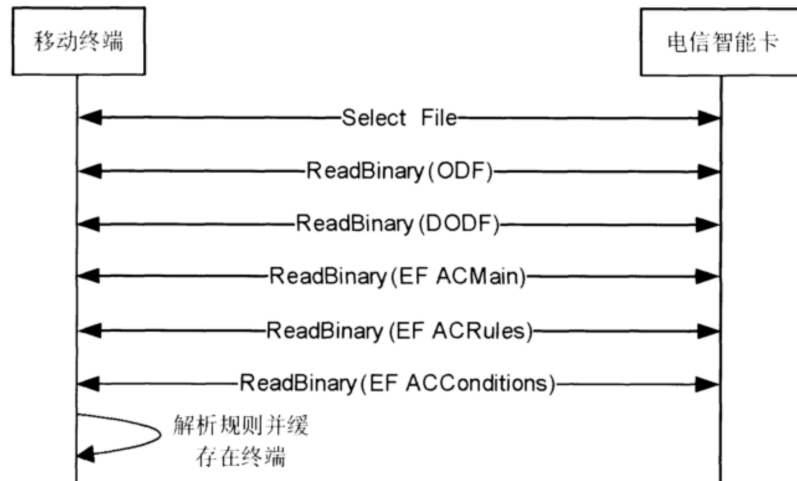 移动终端
电信智能卡
Select File
ReadBinary(ODF)
ReadBinary(DODF)
ReadBinary(EF ACMain)
ReadBinary(EF ACRules)
ReadBinary(EF ACConditions)
解析规则并缓
存在终端